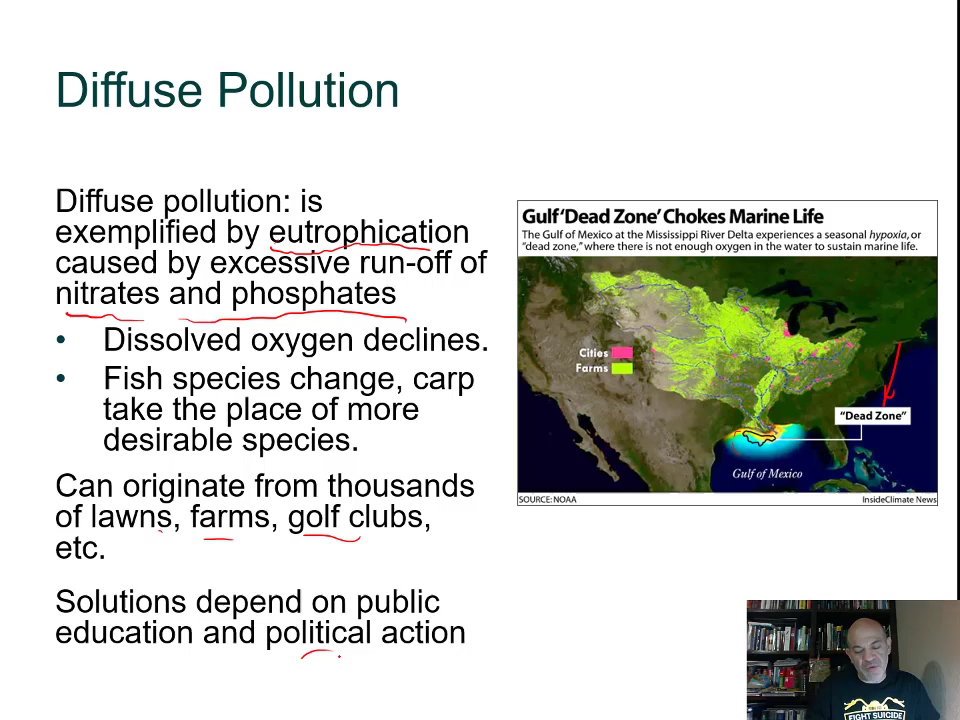 Diffuse Pollution
Diffuse pollution: is
exemplified by eutrophication
caused by excessive run-off of
nitrates and phosphates
• Dissolved oxygen declines.
• Fish species change, carp
take the place of more
desirable species.
Can originate from thousands
of lawns, farms, golf clubs,
etc.
Solutions depend on public
education and political action
Gulf 'Dead Zone' Chokes Marine Life
The Gulf of Mexico at the Mississippi River Delta experiences a seasonal hypoxia, or
"dead zone," where there is not enough oxygen in the water to sustain marine life.
Cities
Farms
"Dead Zone"
Gulf of Mexico
SOURCE: NOAA
InsideClimate News
FIGHT SUICIDE